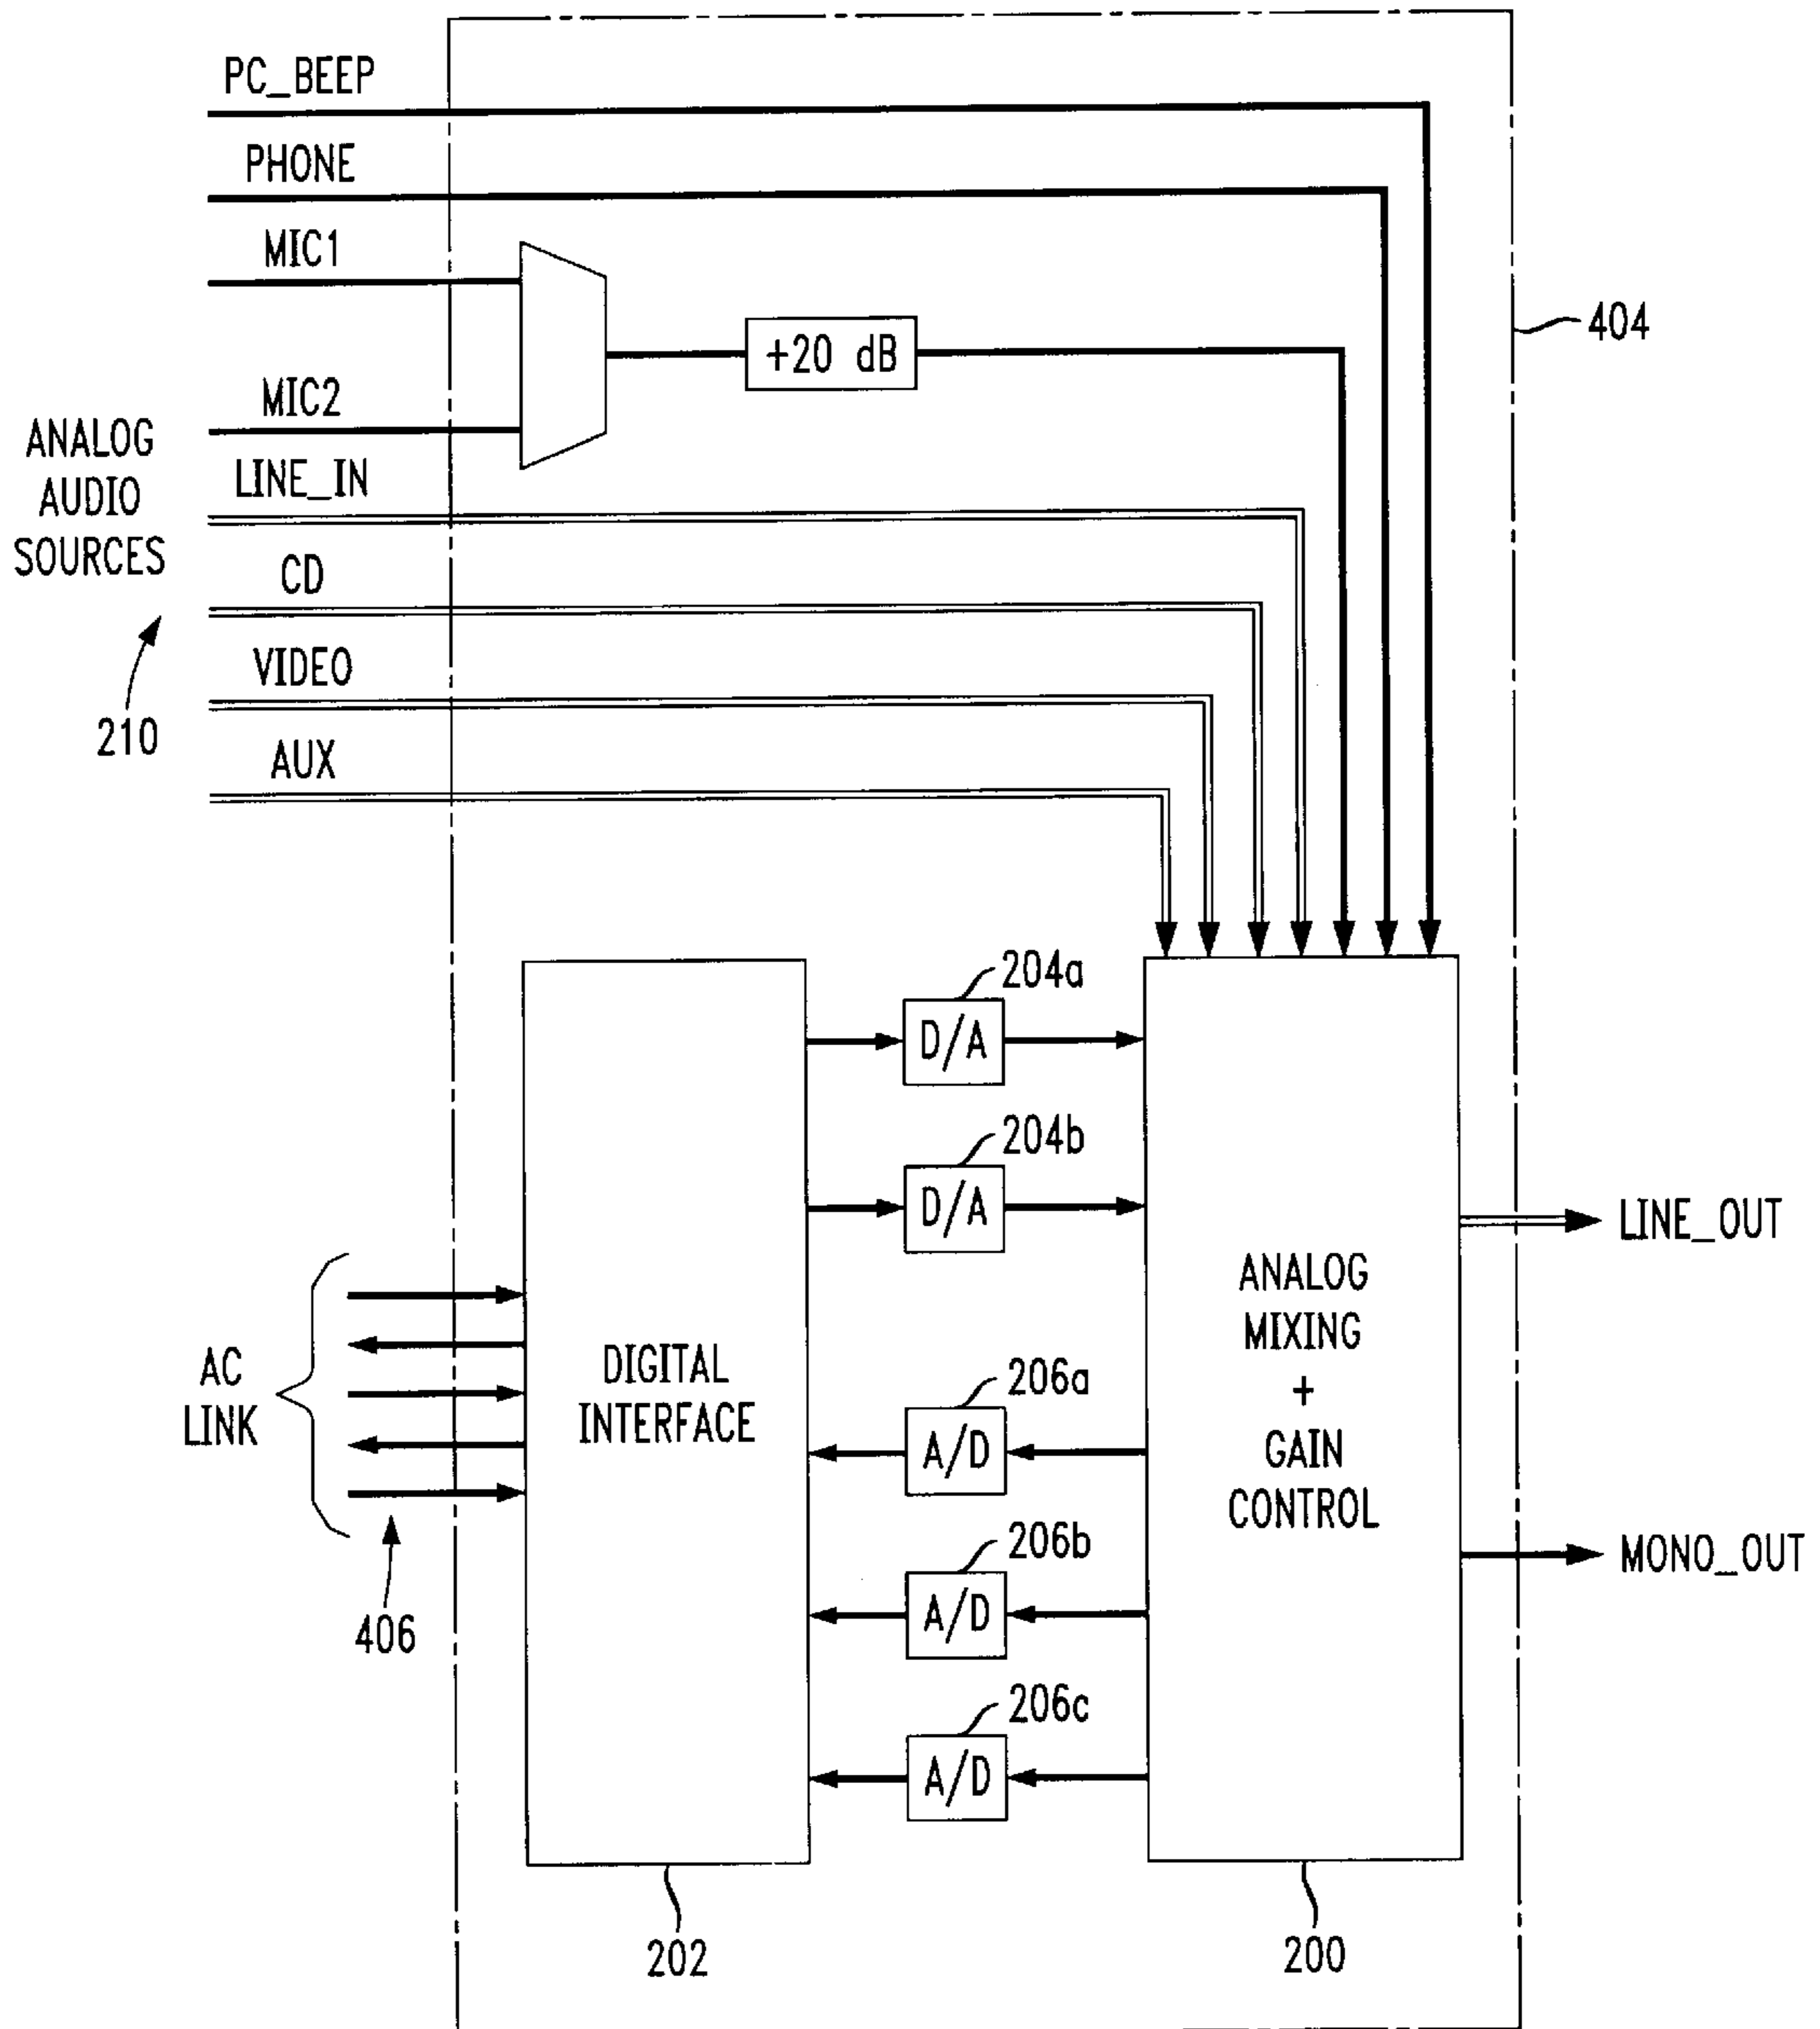 PC_BEEP
PHONE
MIC1
404
+20 dB
MIC2
ANALOG
AUDIO
SOURCES
LINE_IN
CD
VIDEO
210
AUX
204a
D/A
204b
D/A
LINE_OUT
ANALOG
MIXING
+
GAIN
CONTROL
AC
LINK
DIGITAL
INTERFACE
206a
A/D
206b
A/D
MONO_OUT
406
206c
A/D
202
200